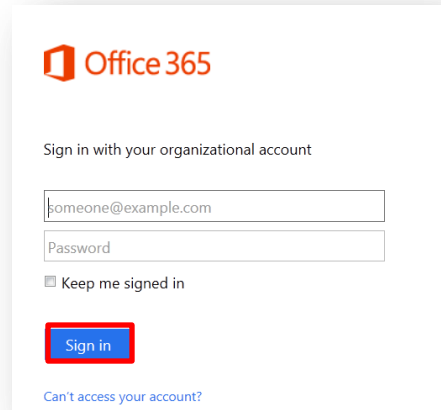 Office 365
Sign in with your organizational account
someone@example.com
Password
Keep me signed in
Sign in
Can't access your account?